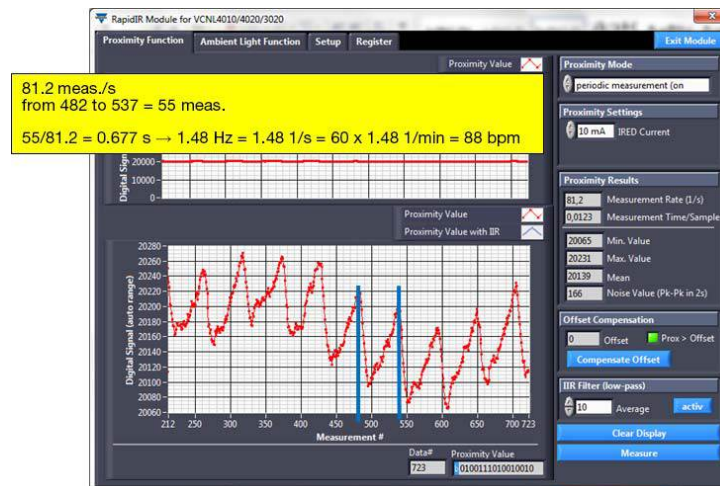 RapidIR Module for VCNL4010/4020/3020
Proximity Function Ambient Light Function Setup Register Exit Module
Proximity Value
81.2 meas./s
from 482 to 537 = 55 meas.
55/81.2 = 0.677 s → 1.48 Hz = 1.48 1/s = 60 x 1.48 1/min = 88 bpm
Digital Signal
20000
10000
0
Proximity Value
Proximity Value with IIR
Digital Signal (auto range)
20280
20260
20240
20220
20200
20180
20160
20140
20120
20100
20080
20060
212 250 300 350 400 450 500 550 600 650 700 723
Measurement #
Data# Proximity Value
723 0100111010010010
Proximity Mode
periodic measurement (on
Proximity Settings
10 mA IRED Current
Proximity Results
81,2 Measurement Rate (1/s)
0,0123 Measurement Time/Sample
20065 Min. Value
20231 Max. Value
20139 Mean
166 Noise Value (Pk-Pk in 2s)
Offset Compensation
0 Offset Prox > Offset
Compensate Offset
IIR Filter (low-pass)
10 Average activ
Clear Display
Measure